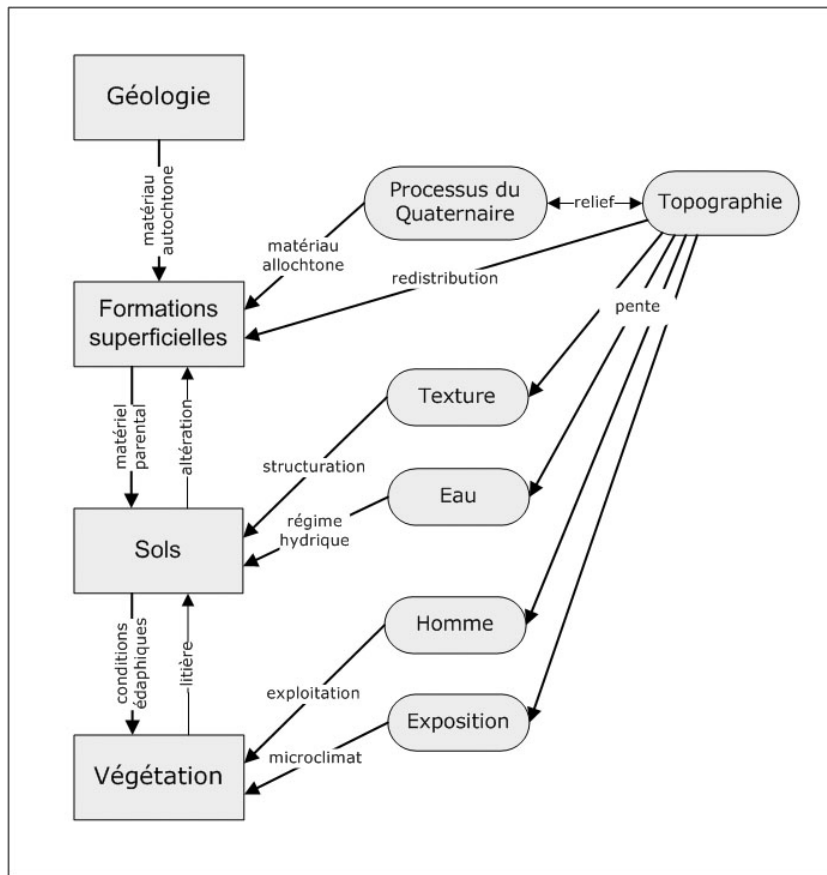 Géologie
matériau
autochtone
Processus du
Quaternaire
relief
Topographie
matériau
allochtone
redistribution
Formations
superficielles
pente
matériel
parental
altération
Texture
structuration
Eau
régime
hydrique
Sols
conditions
édaphiques
litière
Homme
exploitation
Exposition
microclimat
Végétation